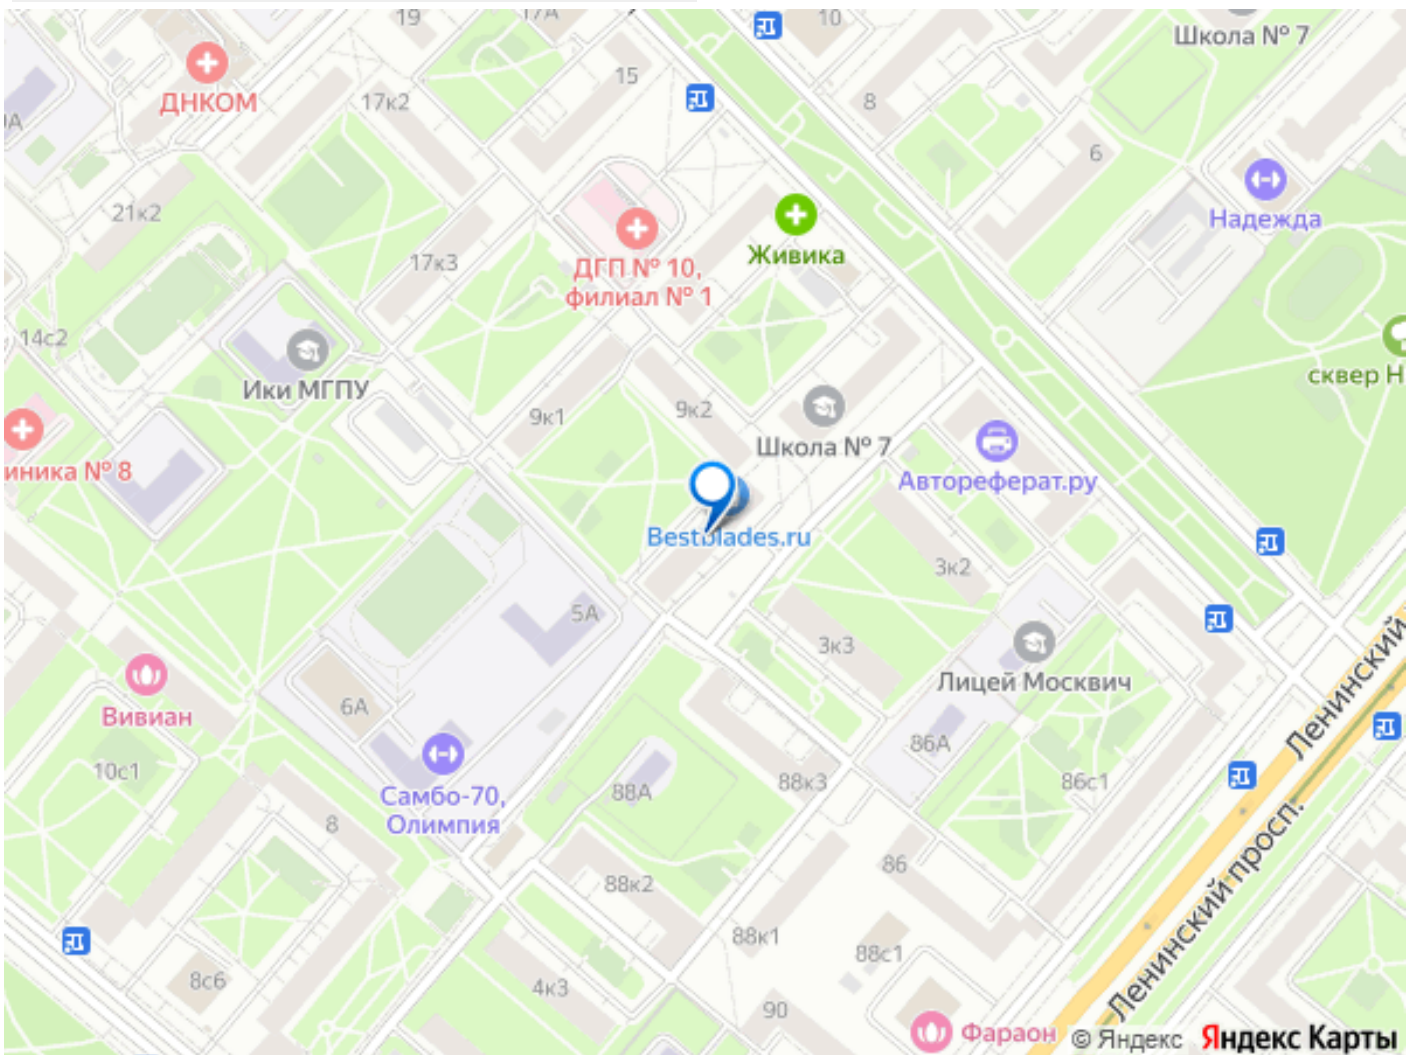 19
17А
10
Школа № 7
ДНКОМ
17к2
15
8
6
Надежда
21к2
17к3
ДГП № 10,
филиал № 1
Живика
14с2
Ики МГПУ
сквер Н
9к1
9к2
Школа № 7
Автореферат.ру
иника № 8
Bestblades.ru
3к2
5А
3к3
Лицей Москвич
Ленинский
6А
Вивиан
86А
10с1
Самбо-70,
Олимпия
88А
88к3
86с1
8
Ленинский просп.
86
88к2
88к1
88с1
8с6
4к3
90
Фараон
© Яндекс Яндекс Карты